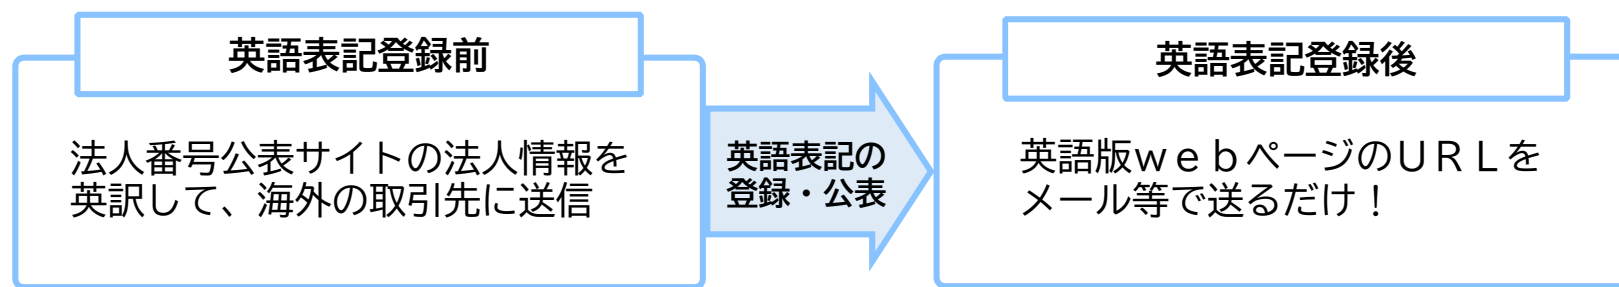 英語表記登録前
法人番号公表サイトの法人情報を
英訳して、海外の取引先に送信
英語表記の
登録・公表
英語表記登録後
英語版ｗｅｂページのＵＲＬを
メール等で送るだけ！